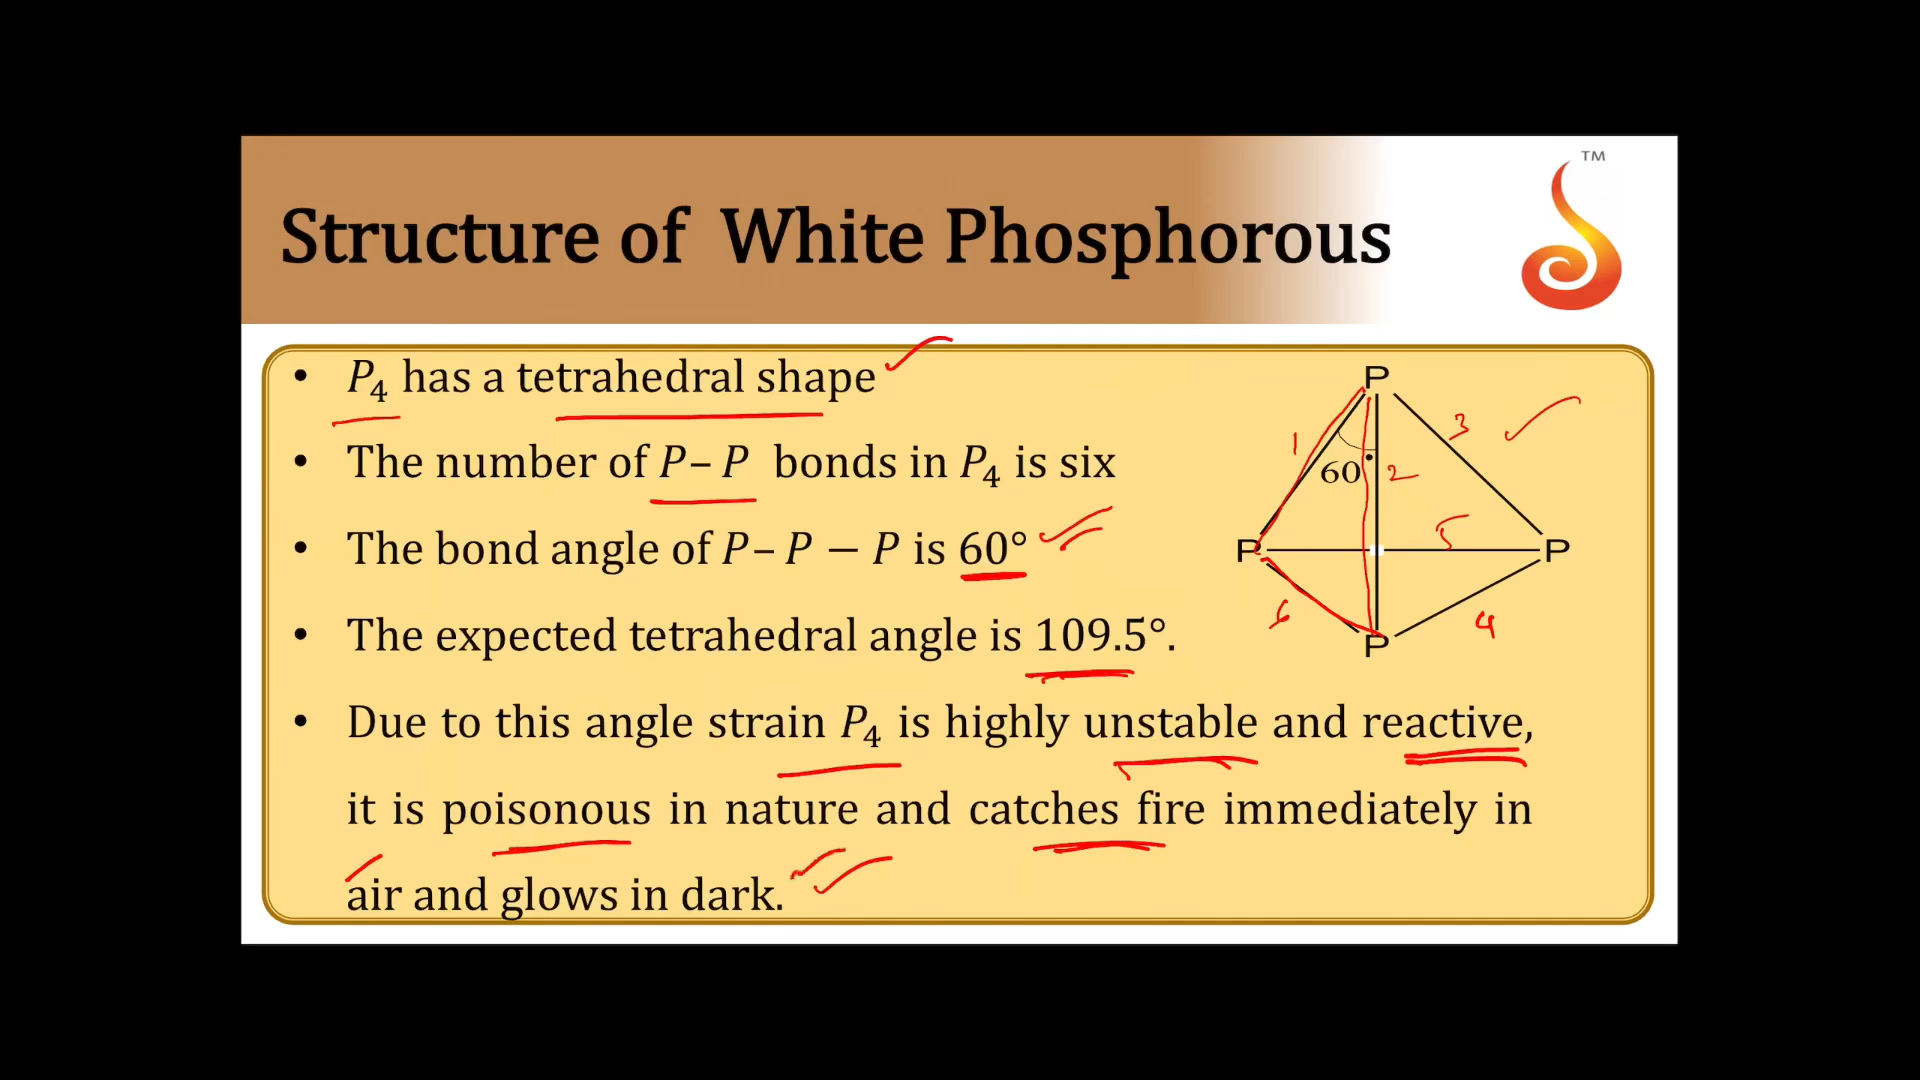 TM
Structure of White Phosphorous
• P₄ has a tetrahedral shape
• The number of P– P bonds in P₄ is six
• The bond angle of P– P – P is 60°
• The expected tetrahedral angle is 109.5°.
• Due to this angle strain P₄ is highly unstable and reactive,
it is poisonous in nature and catches fire immediately in
air and glows in dark.
P
1
3
60
2
5
P
P
6
4
P